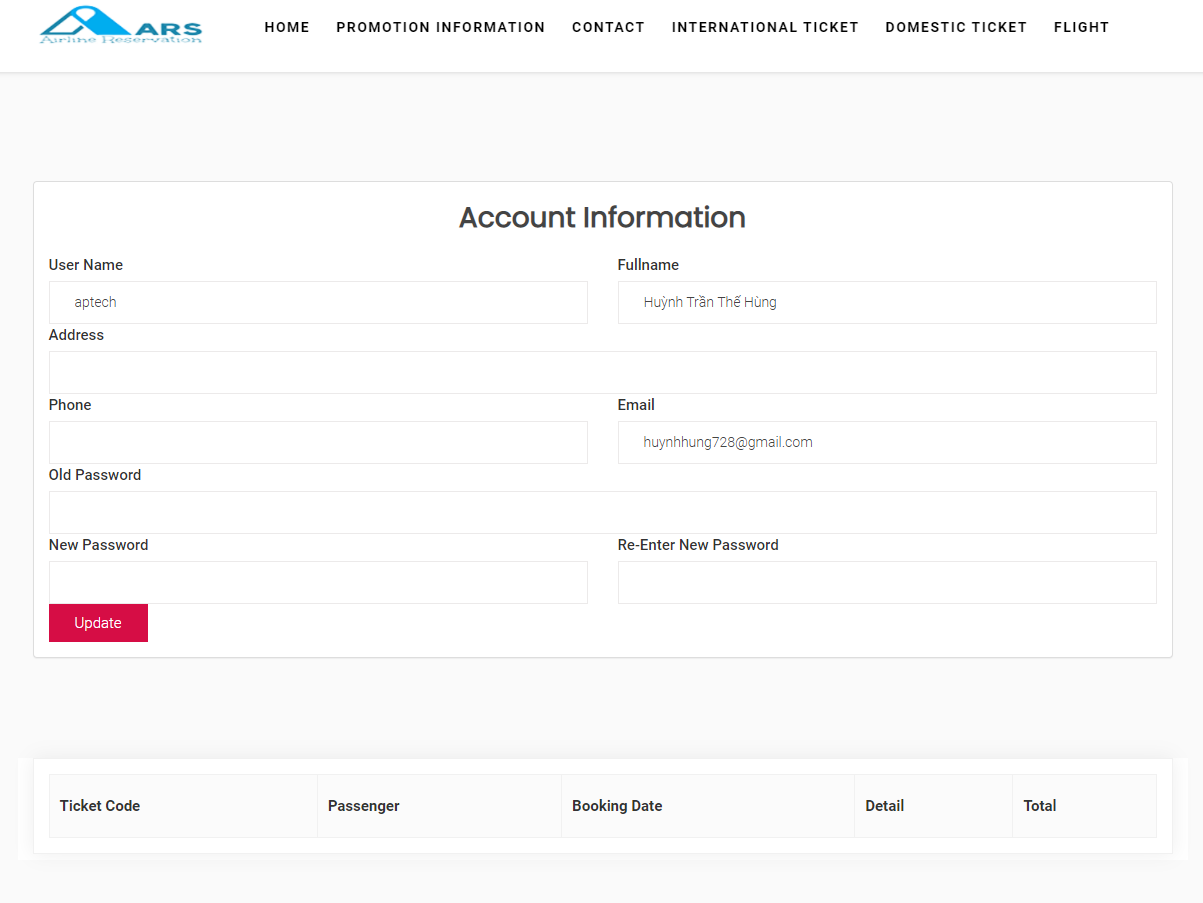 ARS
Airline Reservation
HOME PROMOTION INFORMATION CONTACT INTERNATIONAL TICKET DOMESTIC TICKET FLIGHT
Account Information
User Name Fullname
aptech Huỳnh Trần Thế Hùng
Address
Phone Email
huynhhung728@gmail.com
Old Password
New Password Re-Enter New Password
Update
Ticket Code Passenger Booking Date Detail Total